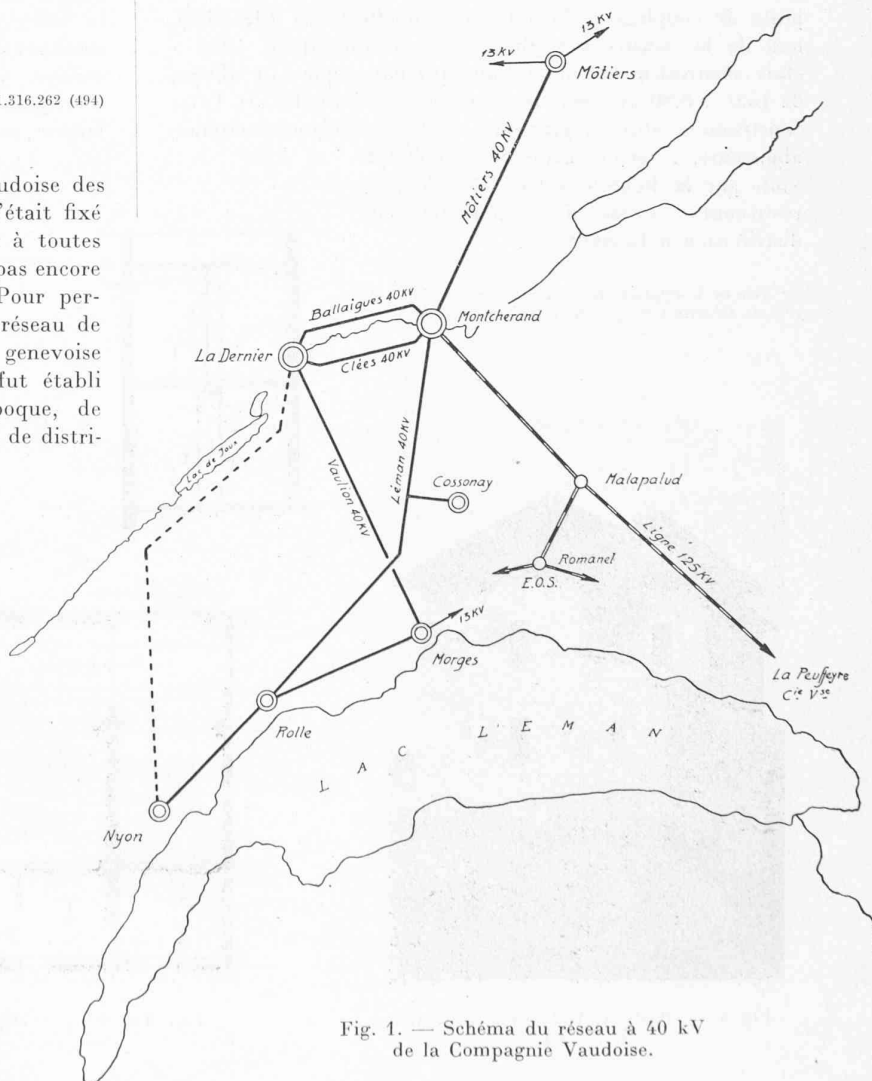 .316.262 (494)
udoise des
'était fixé
à toutes
pas encore
Pour per-
réseau de
genevoise
fut établi
oque, de
de distri-
13 KV
13 KV
Môtiers
Môtiers 40 KV
Ballaigues 40 KV
Montcherand
La Dernier
Clées 40 KV
Lac de Joux
Vaulion 40 KV
Léman 40 KV
Cossonay
Malapalud
Ligne 125 KV
Romanel
E.O.S.
13 KV
Morges
La Peuffeyre
Cie Vse
Rolle
LAC LEMAN
Nyon
Fig. 1. — Schéma du réseau à 40 kV
de la Compagnie Vaudoise.